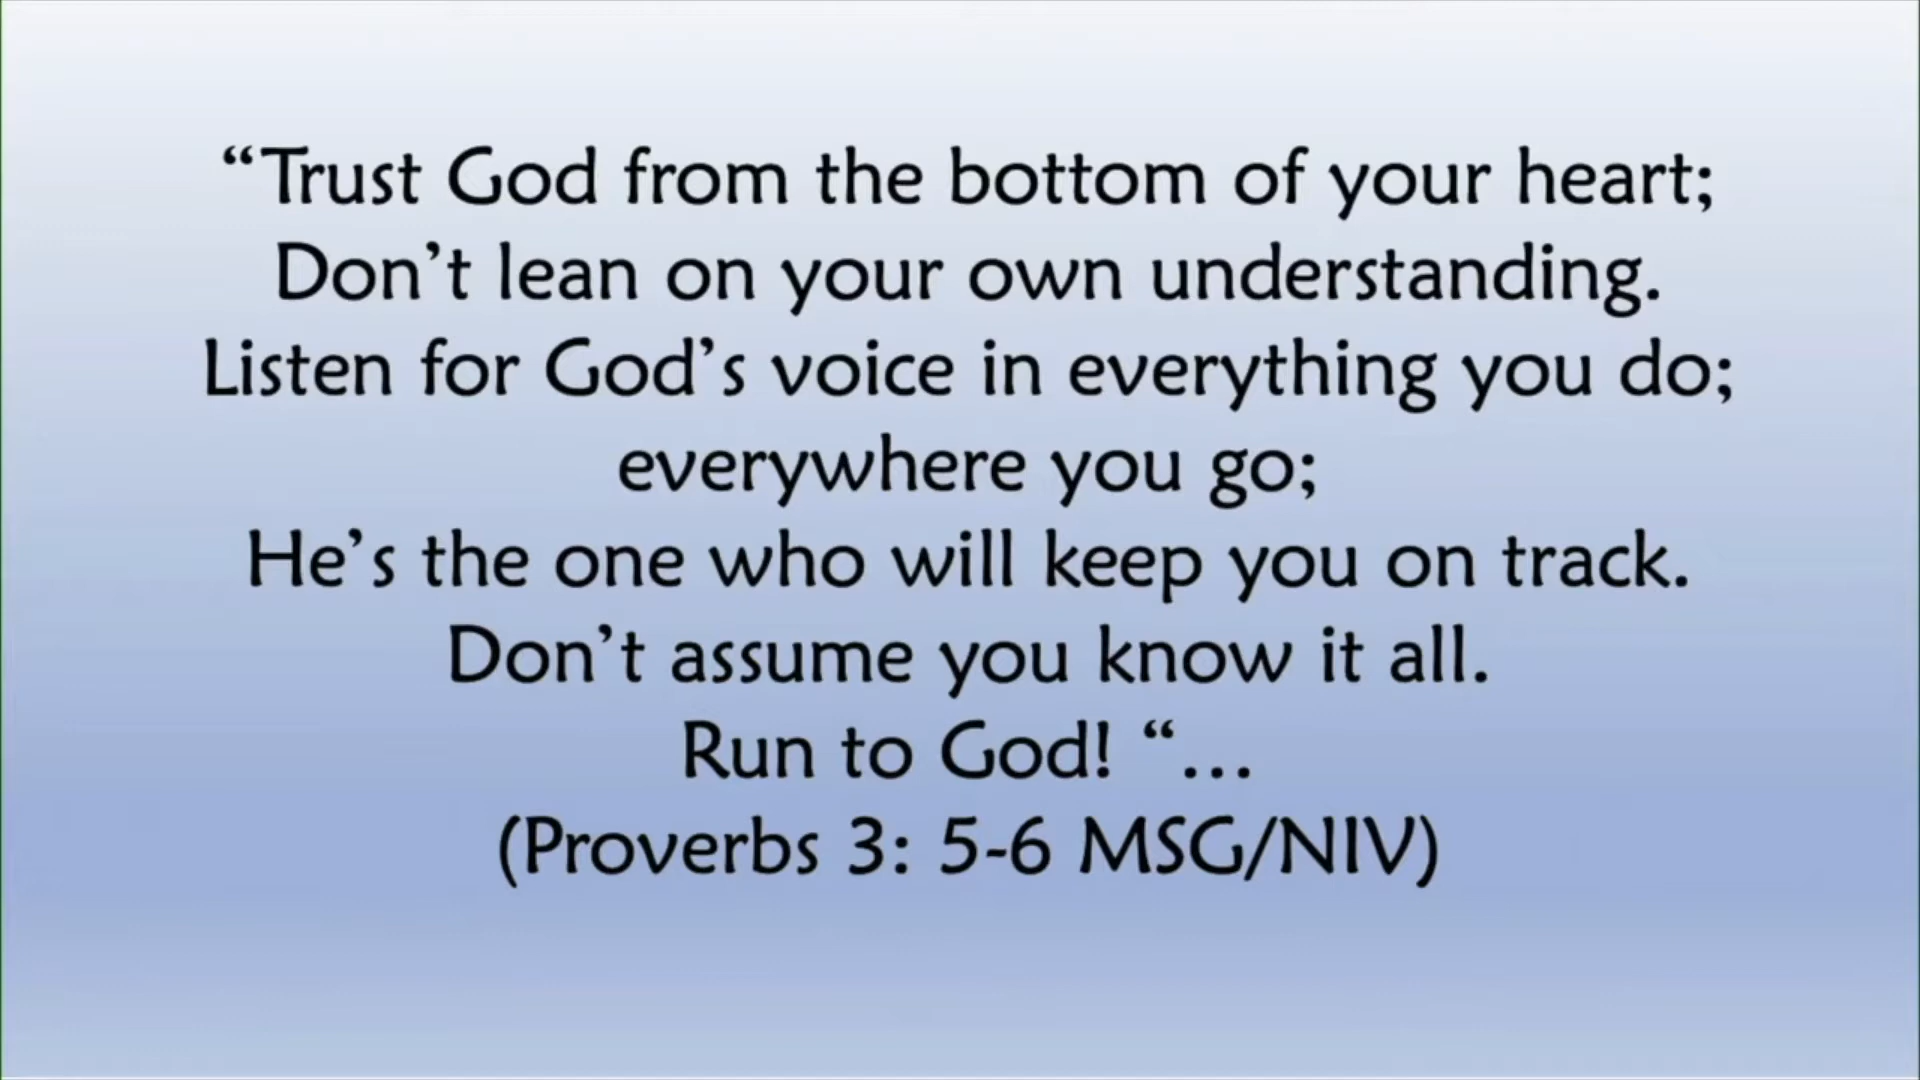 “Trust God from the bottom of your heart;
Don’t lean on your own understanding.
Listen for God’s voice in everything you do;
everywhere you go;
He’s the one who will keep you on track.
Don’t assume you know it all.
Run to God! “…
(Proverbs 3: 5-6 MSG/NIV)